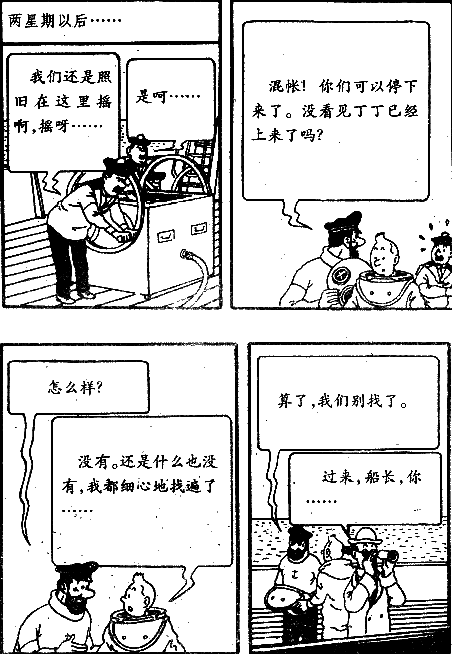 两星期以后……
我们还是照
旧在这里摇
啊,摇呀……
是呵……
混帐!你们可以停下
来了。没看见丁丁已经
上来了吗?
怎么样?
没有。还是什么也没
有,我都细心地找遍了
……
算了,我们别找了。
过来,船长,你
……